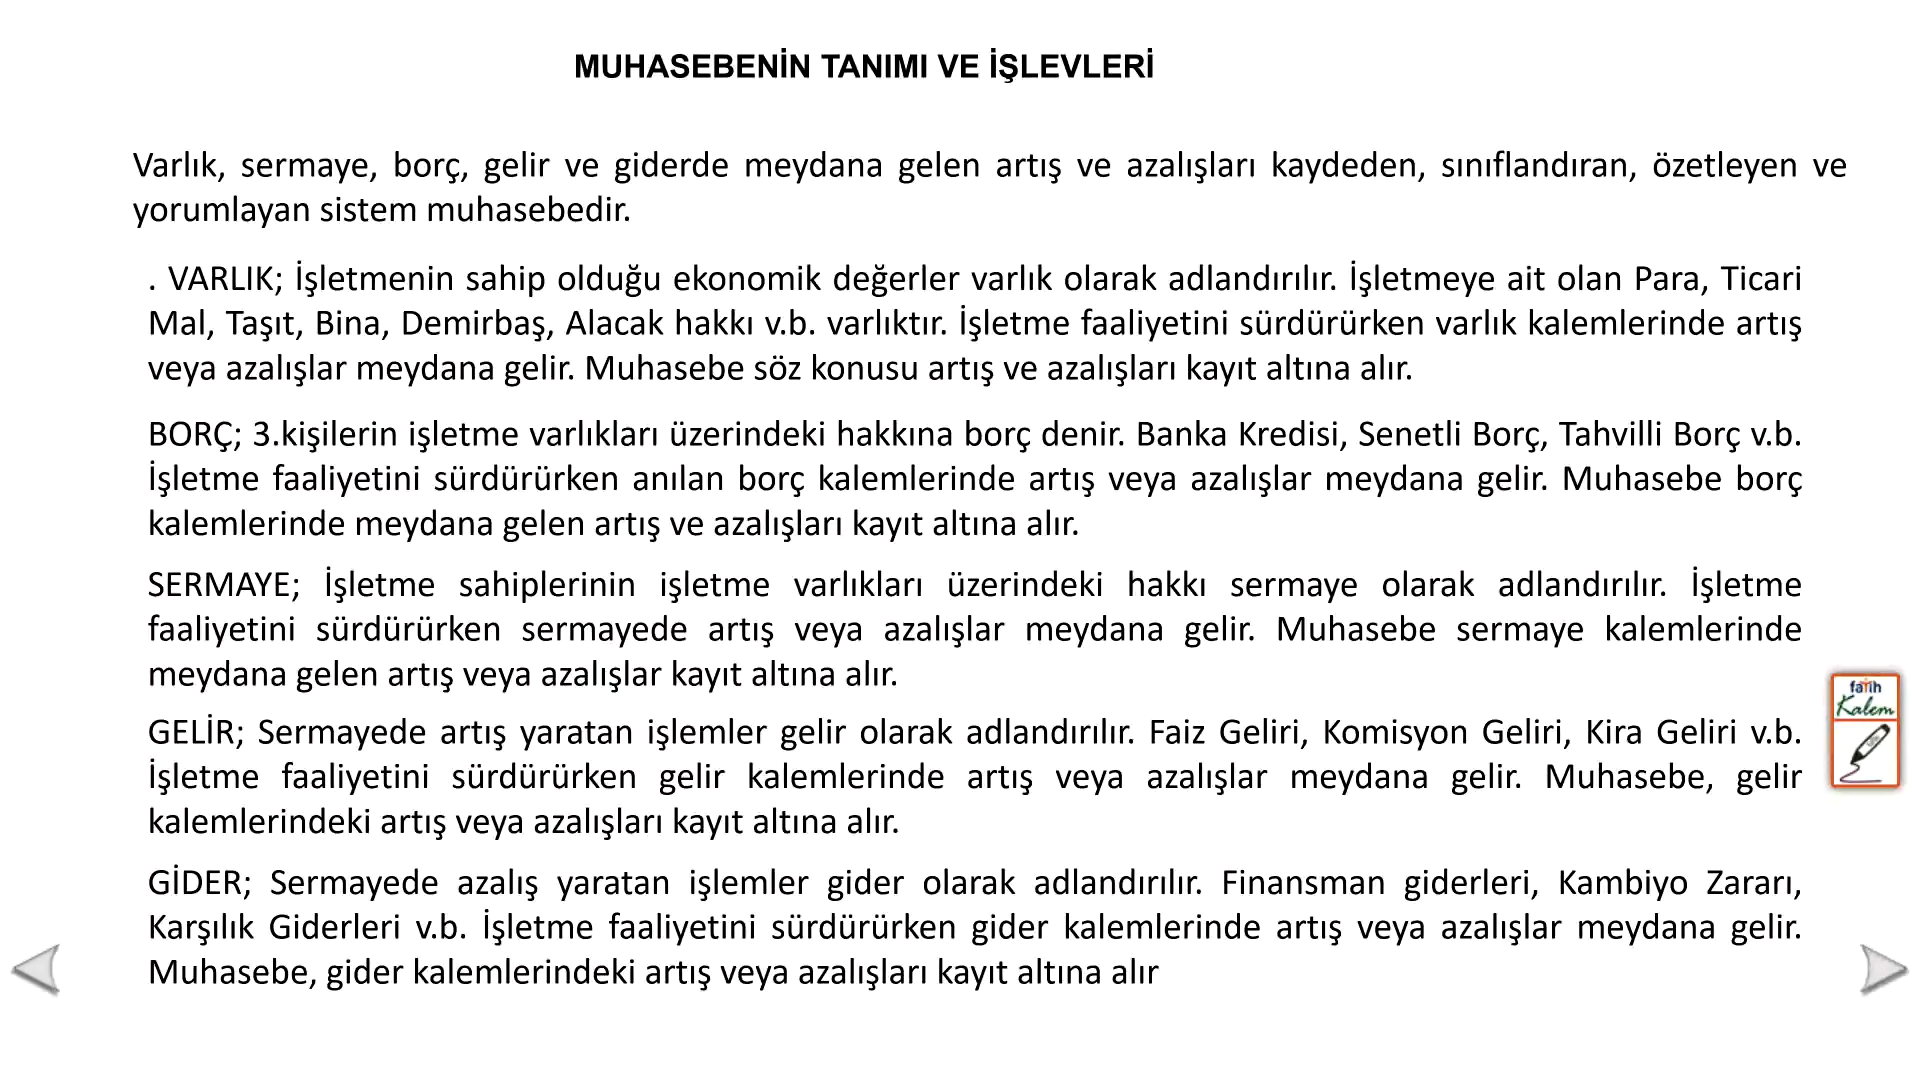 MUHASEBENİN TANIMI VE İŞLEVLERİ
Varlık, sermaye, borç, gelir ve giderde meydana gelen artış ve azalışları kaydeden, sınıflandıran, özetleyen ve
yorumlayan sistem muhasebedir.
. VARLIK; İşletmenin sahip olduğu ekonomik değerler varlık olarak adlandırılır. İşletmeye ait olan Para, Ticari
Mal, Taşıt, Bina, Demirbaş, Alacak hakkı v.b. varlıktır. İşletme faaliyetini sürdürürken varlık kalemlerinde artış
veya azalışlar meydana gelir. Muhasebe söz konusu artış ve azalışları kayıt altına alır.
BORÇ; 3.kişilerin işletme varlıkları üzerindeki hakkına borç denir. Banka Kredisi, Senetli Borç, Tahvilli Borç v.b.
İşletme faaliyetini sürdürürken anılan borç kalemlerinde artış veya azalışlar meydana gelir. Muhasebe borç
kalemlerinde meydana gelen artış ve azalışları kayıt altına alır.
SERMAYE; İşletme sahiplerinin işletme varlıkları üzerindeki hakkı sermaye olarak adlandırılır. İşletme
faaliyetini sürdürürken sermayede artış veya azalışlar meydana gelir. Muhasebe sermaye kalemlerinde
meydana gelen artış veya azalışlar kayıt altına alır.
fatih
Kalem
GELİR; Sermayede artış yaratan işlemler gelir olarak adlandırılır. Faiz Geliri, Komisyon Geliri, Kira Geliri v.b.
İşletme faaliyetini sürdürürken gelir kalemlerinde artış veya azalışlar meydana gelir. Muhasebe, gelir
kalemlerindeki artış veya azalışları kayıt altına alır.
GİDER; Sermayede azalış yaratan işlemler gider olarak adlandırılır. Finansman giderleri, Kambiyo Zararı,
Karşılık Giderleri v.b. İşletme faaliyetini sürdürürken gider kalemlerinde artış veya azalışlar meydana gelir.
Muhasebe, gider kalemlerindeki artış veya azalışları kayıt altına alır